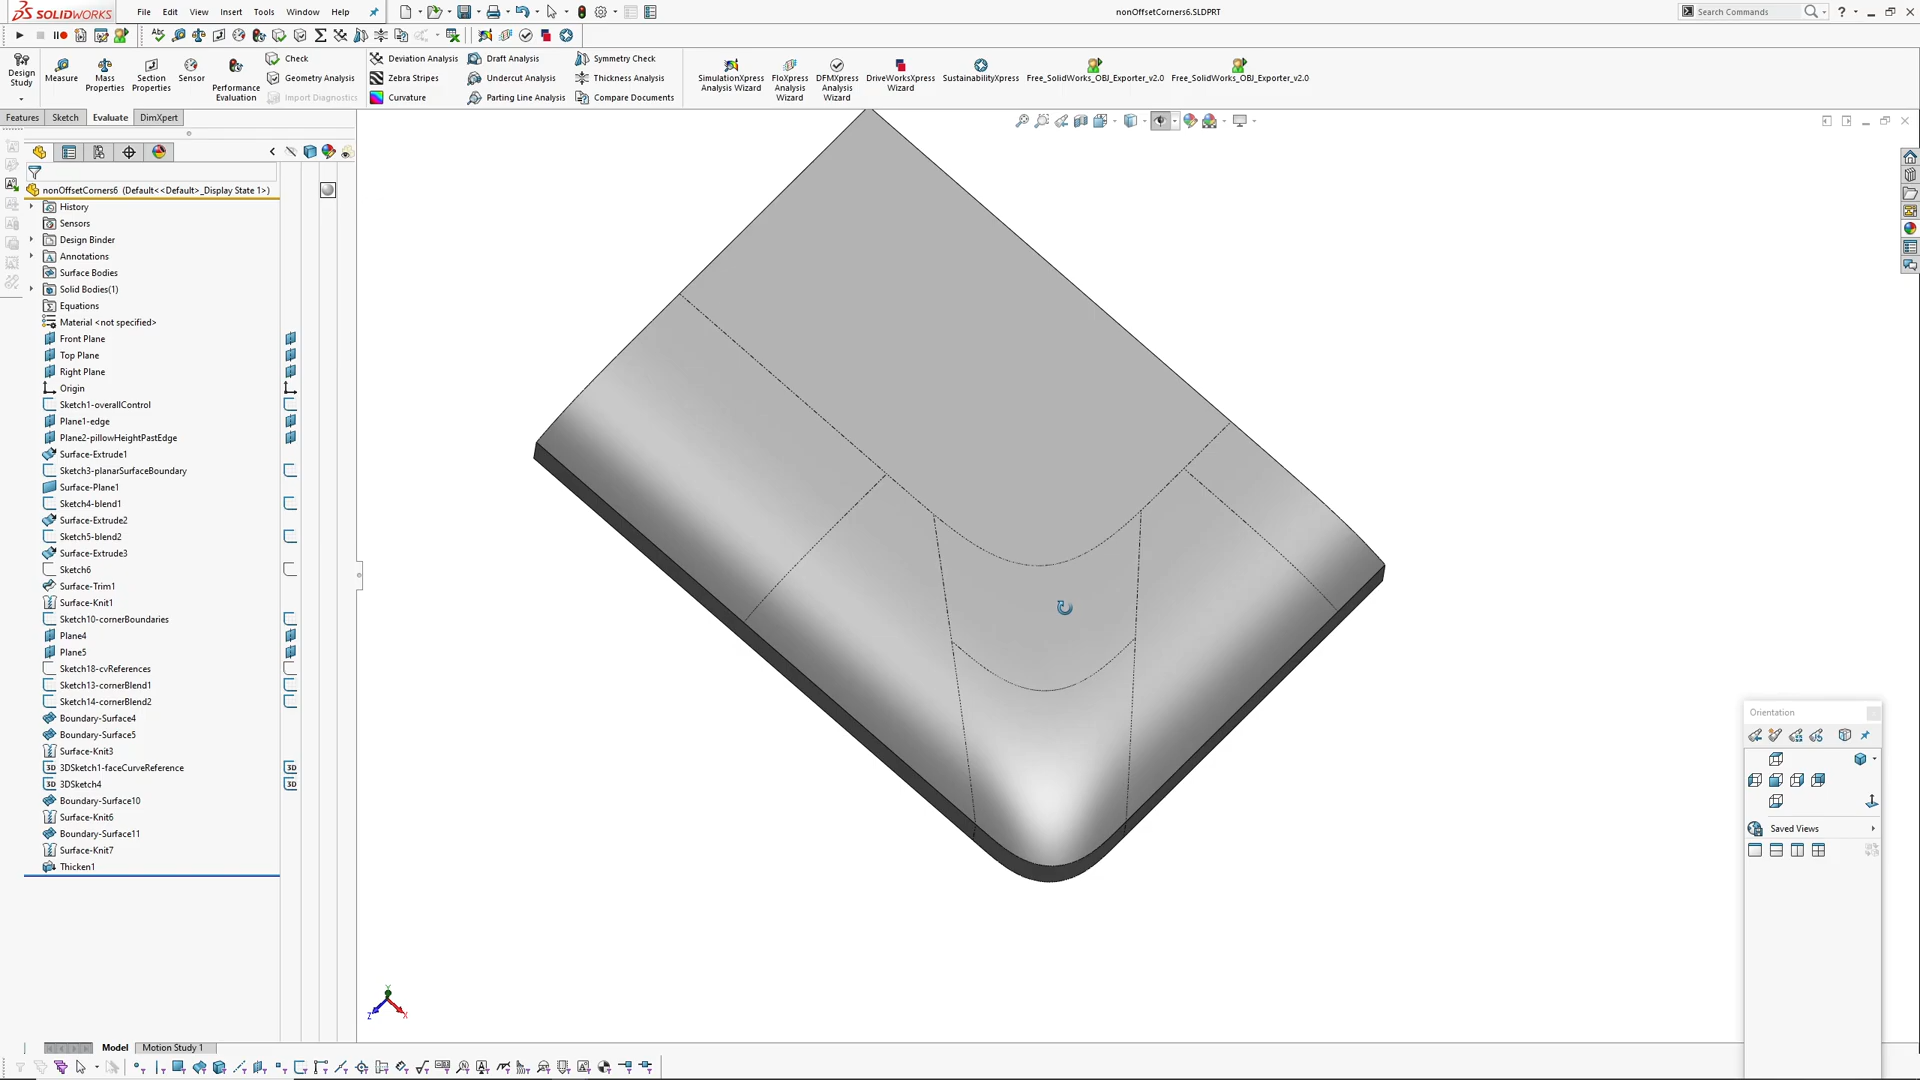 SOLIDWORKS
File Edit View Insert Tools Window Help
nonOffsetCorners6.SLDPRT
Search Commands
Design Study
Measure
Mass Properties
Section Properties
Sensor
Performance Evaluation
Check
Geometry Analysis
Import Diagnostics
Deviation Analysis
Zebra Stripes
Curvature
Draft Analysis
Undercut Analysis
Parting Line Analysis
Symmetry Check
Thickness Analysis
Compare Documents
SimulationXpress Analysis Wizard
FloXpress Analysis Wizard
DFMXpress Analysis Wizard
DriveWorksXpress Wizard
SustainabilityXpress
Free_SolidWorks_OBJ_Exporter_v2.0
Free_SolidWorks_OBJ_Exporter_v2.0
Features Sketch Evaluate DimXpert
nonOffsetCorners6 (Default<<Default>_Display State 1>)
History
Sensors
Design Binder
Annotations
Surface Bodies
Solid Bodies(1)
Equations
Material <not specified>
Front Plane
Top Plane
Right Plane
Origin
Sketch1-overallControl
Plane1-edge
Plane2-pillowHeightPastEdge
Surface-Extrude1
Sketch3-planarSurfaceBoundary
Surface-Plane1
Sketch4-blend1
Surface-Extrude2
Sketch5-blend2
Surface-Extrude3
Sketch6
Surface-Trim1
Surface-Knit1
Sketch10-cornerBoundaries
Plane4
Plane5
Sketch18-cvReferences
Sketch13-cornerBlend1
Sketch14-cornerBlend2
Boundary-Surface4
Boundary-Surface5
Surface-Knit3
3D 3DSketch1-faceCurveReference 3D
3D 3DSketch4 3D
Boundary-Surface10
Surface-Knit6
Boundary-Surface11
Surface-Knit7
Thicken1
Orientation
Saved Views
Y
Z X
Model Motion Study 1